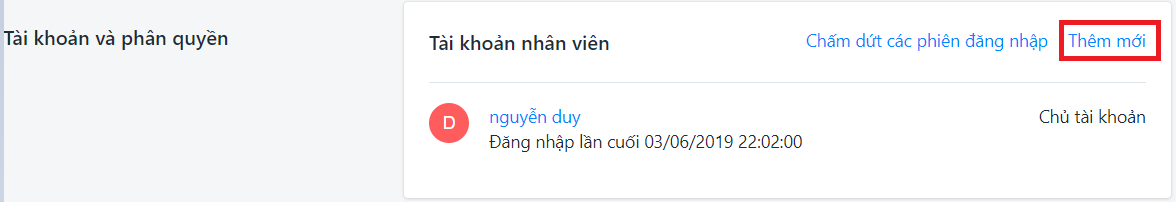 Tài khoản và phân quyền
Tài khoản nhân viên
Chấm dứt các phiên đăng nhập
Thêm mới
D
nguyễn duy
Chủ tài khoản
Đăng nhập lần cuối 03/06/2019 22:02:00